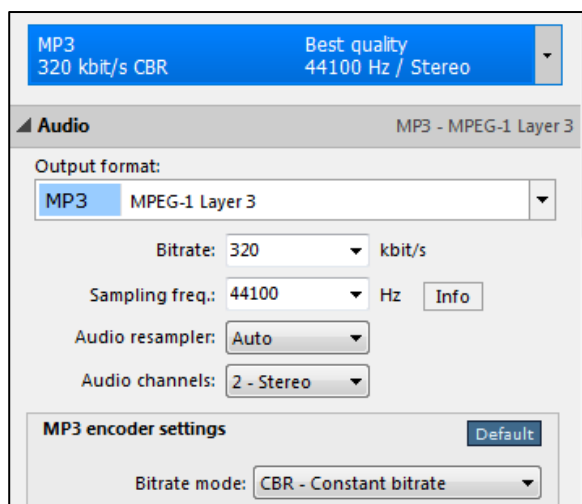 MP3 Best quality
320 kbit/s CBR 44100 Hz / Stereo
Audio MP3 - MPEG-1 Layer 3
Output format:
MP3 MPEG-1 Layer 3
Bitrate: 320 kbit/s
Sampling freq.: 44100 Hz Info
Audio resampler: Auto
Audio channels: 2 - Stereo
MP3 encoder settings Default
Bitrate mode: CBR - Constant bitrate